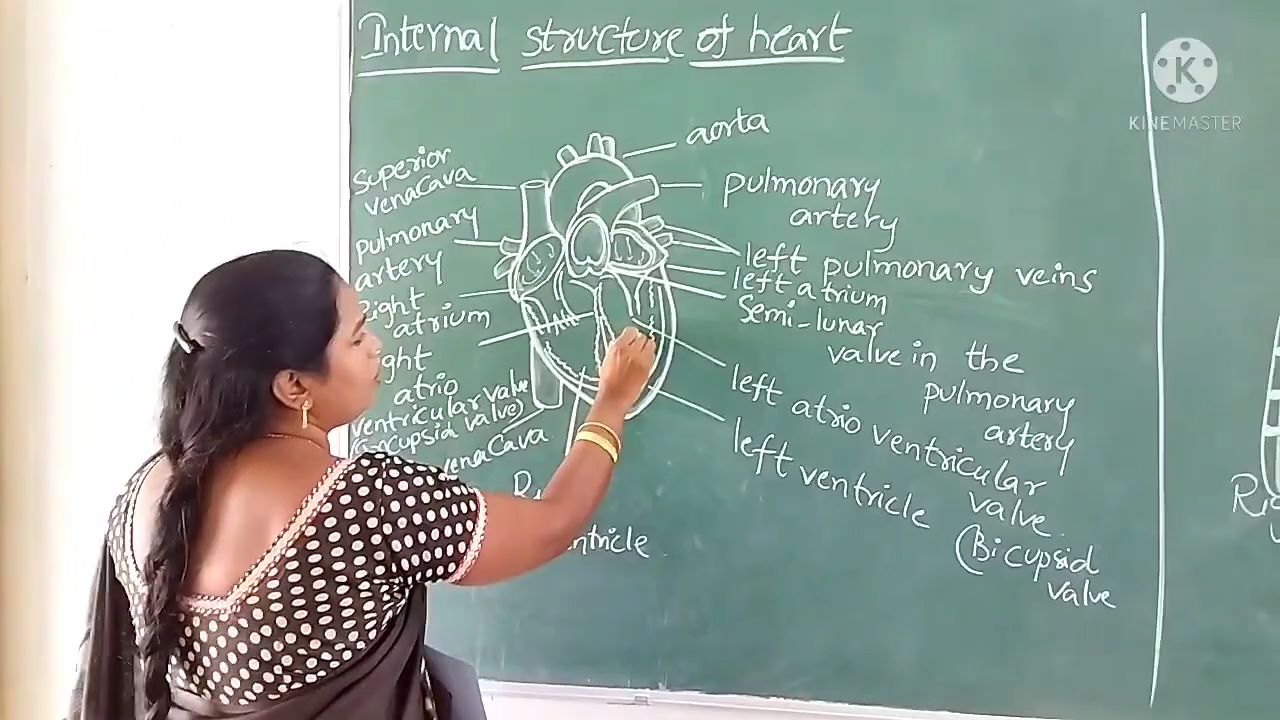 Internal structure of heart
KINEMASTER
aorta
Superior
venaCava
pulmonary
artery
pulmonary
artery
left pulmonary veins
left atrium
Right
atrium
Semi-lunar
valve in the
pulmonary
artery
atrio
ventricular valve
left atrio ventricular
valve
(Bicupsid
valve
venaCava
left ventricle